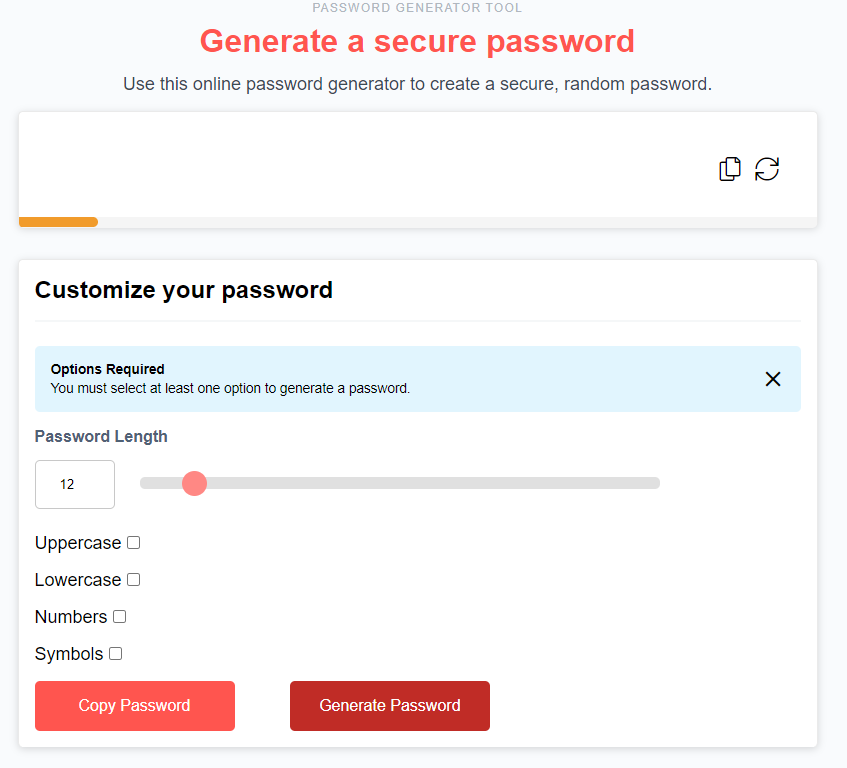 PASSWORD GENERATOR TOOL
Generate a secure password
Use this online password generator to create a secure, random password.
Customize your password
Options Required
You must select at least one option to generate a password.
Password Length
12
Uppercase
Lowercase
Numbers
Symbols
Copy Password
Generate Password